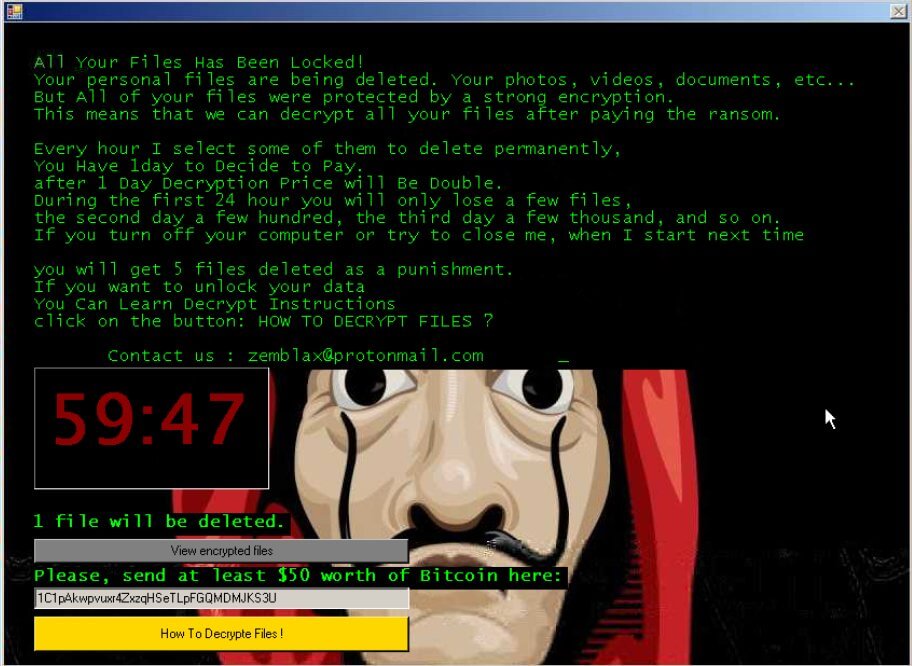 All Your Files Has Been Locked!
Your personal files are being deleted. Your photos, videos, documents, etc...
But All of your files were protected by a strong encryption.
This means that we can decrypt all your files after paying the ransom.
Every hour I select some of them to delete permanently,
You Have 1day to Decide to Pay.
after 1 Day Decryption Price will Be Double.
During the first 24 hour you will only lose a few files,
the second day a few hundred, the third day a few thousand, and so on.
If you turn off your computer or try to close me, when I start next time
you will get 5 files deleted as a punishment.
If you want to unlock your data
You Can Learn Decrypt Instructions
click on the button: HOW TO DECRYPT FILES ?
Contact us : zemblax@protonmail.com _
59:47
1 file will be deleted.
View encrypted files
Please, send at least $50 worth of Bitcoin here:
1C1pAkwpvuxr4ZxzqHSeTLpFGQMDMJKS3U
How To Decrypte Files !